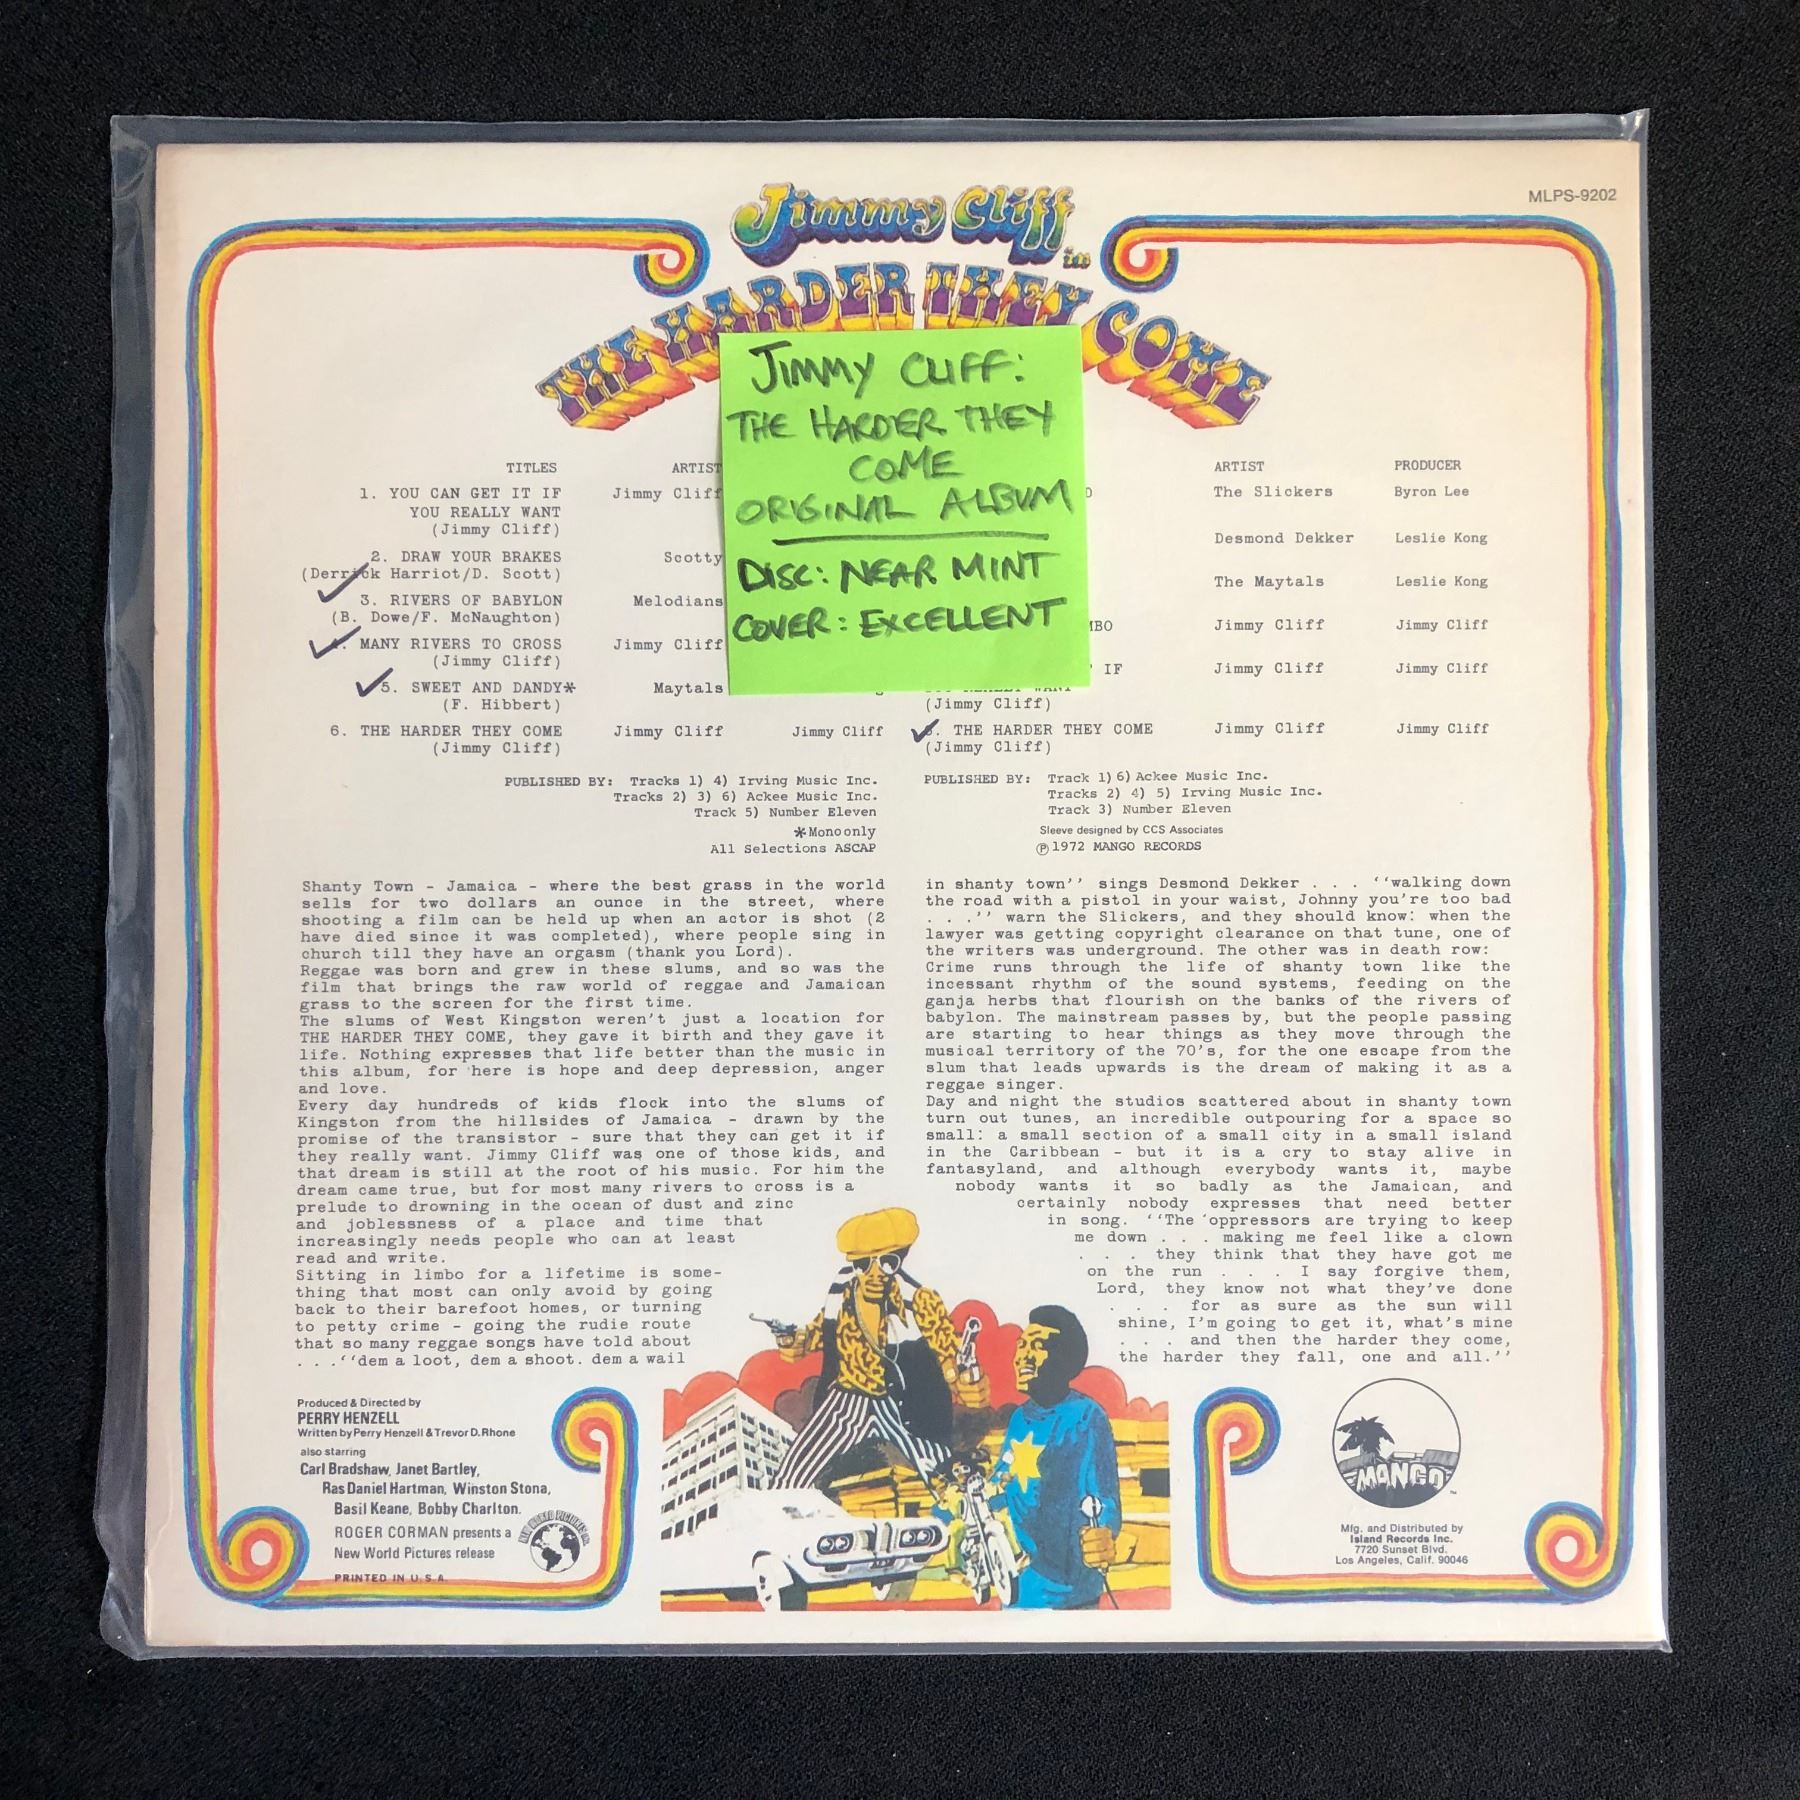 MLPS-9202
Jimmy Cliff
in
THE HARDER THEY COME
JIMMY CLIFF:
THE HARDER THEY
COME
ORIGINAL ALBUM
DISC: NEAR MINT
COVER: EXCELLENT
TITLES ARTIST
1. YOU CAN GET IT IF Jimmy Cliff
YOU REALLY WANT
(Jimmy Cliff)
2. DRAW YOUR BRAKES Scotty
(Derrick Harriot/D. Scott)
3. RIVERS OF BABYLON Melodians
(B. Dowe/F. McNaughton)
4. MANY RIVERS TO CROSS Jimmy Cliff
(Jimmy Cliff)
5. SWEET AND DANDY* Maytals
(F. Hibbert)
6. THE HARDER THEY COME Jimmy Cliff Jimmy Cliff
(Jimmy Cliff)
PUBLISHED BY: Tracks 1) 4) Irving Music Inc.
Tracks 2) 3) 6) Ackee Music Inc.
Track 5) Number Eleven
*Mono only
All Selections ASCAP
ARTIST PRODUCER
The Slickers Byron Lee
Desmond Dekker Leslie Kong
The Maytals Leslie Kong
Jimmy Cliff Jimmy Cliff
IF Jimmy Cliff Jimmy Cliff
(Jimmy Cliff)
6. THE HARDER THEY COME Jimmy Cliff Jimmy Cliff
(Jimmy Cliff)
PUBLISHED BY: Track 1) 6) Ackee Music Inc.
Tracks 2) 4) 5) Irving Music Inc.
Track 3) Number Eleven
Sleeve designed by CCS Associates
Ⓟ 1972 MANGO RECORDS
Shanty Town - Jamaica - where the best grass in the world
sells for two dollars an ounce in the street, where
shooting a film can be held up when an actor is shot (2
have died since it was completed), where people sing in
church till they have an orgasm (thank you Lord).
Reggae was born and grew in these slums, and so was the
film that brings the raw world of reggae and Jamaican
grass to the screen for the first time.
The slums of West Kingston weren't just a location for
THE HARDER THEY COME, they gave it birth and they gave it
life. Nothing expresses that life better than the music in
this album, for here is hope and deep depression, anger
and love.
Every day hundreds of kids flock into the slums of
Kingston from the hillsides of Jamaica - drawn by the
promise of the transistor - sure that they can get it if
they really want. Jimmy Cliff was one of those kids, and
that dream is still at the root of his music. For him the
dream came true, but for most many rivers to cross is a
prelude to drowning in the ocean of dust and zinc
and joblessness of a place and time that
increasingly needs people who can at least
read and write.
Sitting in limbo for a lifetime is some-
thing that most can only avoid by going
back to their barefoot homes, or turning
to petty crime - going the rudie route
that so many reggae songs have told about
. . .‘‘dem a loot, dem a shoot. dem a wail
in shanty town’’ sings Desmond Dekker . . . ‘‘walking down
the road with a pistol in your waist, Johnny you're too bad
. . .’’ warn the Slickers, and they should know: when the
lawyer was getting copyright clearance on that tune, one of
the writers was underground. The other was in death row:
Crime runs through the life of shanty town like the
incessant rhythm of the sound systems, feeding on the
ganja herbs that flourish on the banks of the rivers of
babylon. The mainstream passes by, but the people passing
are starting to hear things as they move through the
musical territory of the 70's, for the one escape from the
slum that leads upwards is the dream of making it as a
reggae singer.
Day and night the studios scattered about in shanty town
turn out tunes, an incredible outpouring for a space so
small: a small section of a small city in a small island
in the Caribbean - but it is a cry to stay alive in
fantasyland, and although everybody wants it, maybe
nobody wants it so badly as the Jamaican, and
certainly nobody expresses that need better
in song. ‘‘The oppressors are trying to keep
me down . . . making me feel like a clown
. . . they think that they have got me
on the run . . . I say forgive them,
Lord, they know not what they've done
. . . for as sure as the sun will
shine, I'm going to get it, what's mine
. . . and then the harder they come,
the harder they fall, one and all.’’
Produced & Directed by
PERRY HENZELL
Written by Perry Henzell & Trevor D. Rhone
also starring
Carl Bradshaw, Janet Bartley,
Ras Daniel Hartman, Winston Stona,
Basil Keane, Bobby Charlton.
ROGER CORMAN presents a
New World Pictures release
NEW WORLD PICTURES INC.
PRINTED IN U.S.A.
MANGO
TM
Mfg. and Distributed by
Island Records Inc.
7720 Sunset Blvd.
Los Angeles, Calif. 90046